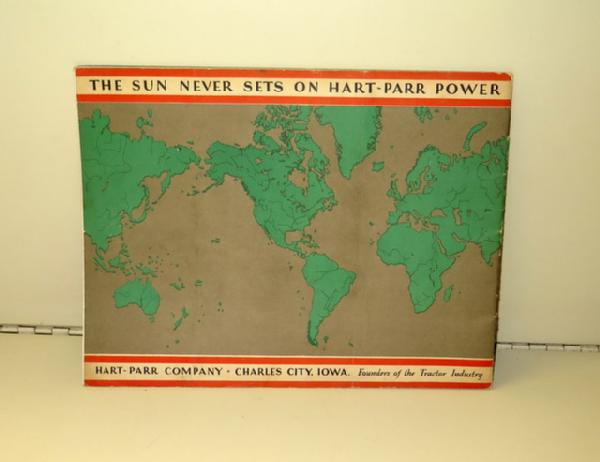 THE SUN NEVER SETS ON HART-PARR POWER
HART-PARR COMPANY - CHARLES CITY, IOWA. Founders of the Tractor Industry